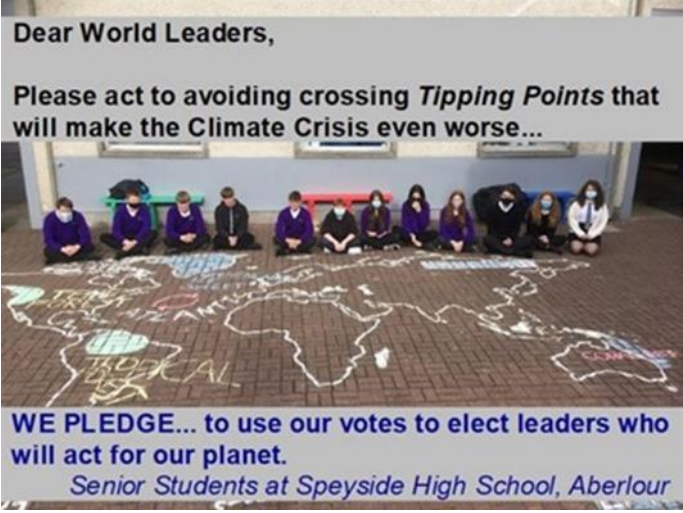 Dear World Leaders,
Please act to avoiding crossing Tipping Points that
will make the Climate Crisis even worse...
TROPICAL
WE PLEDGE... to use our votes to elect leaders who
will act for our planet.
Senior Students at Speyside High School, Aberlour